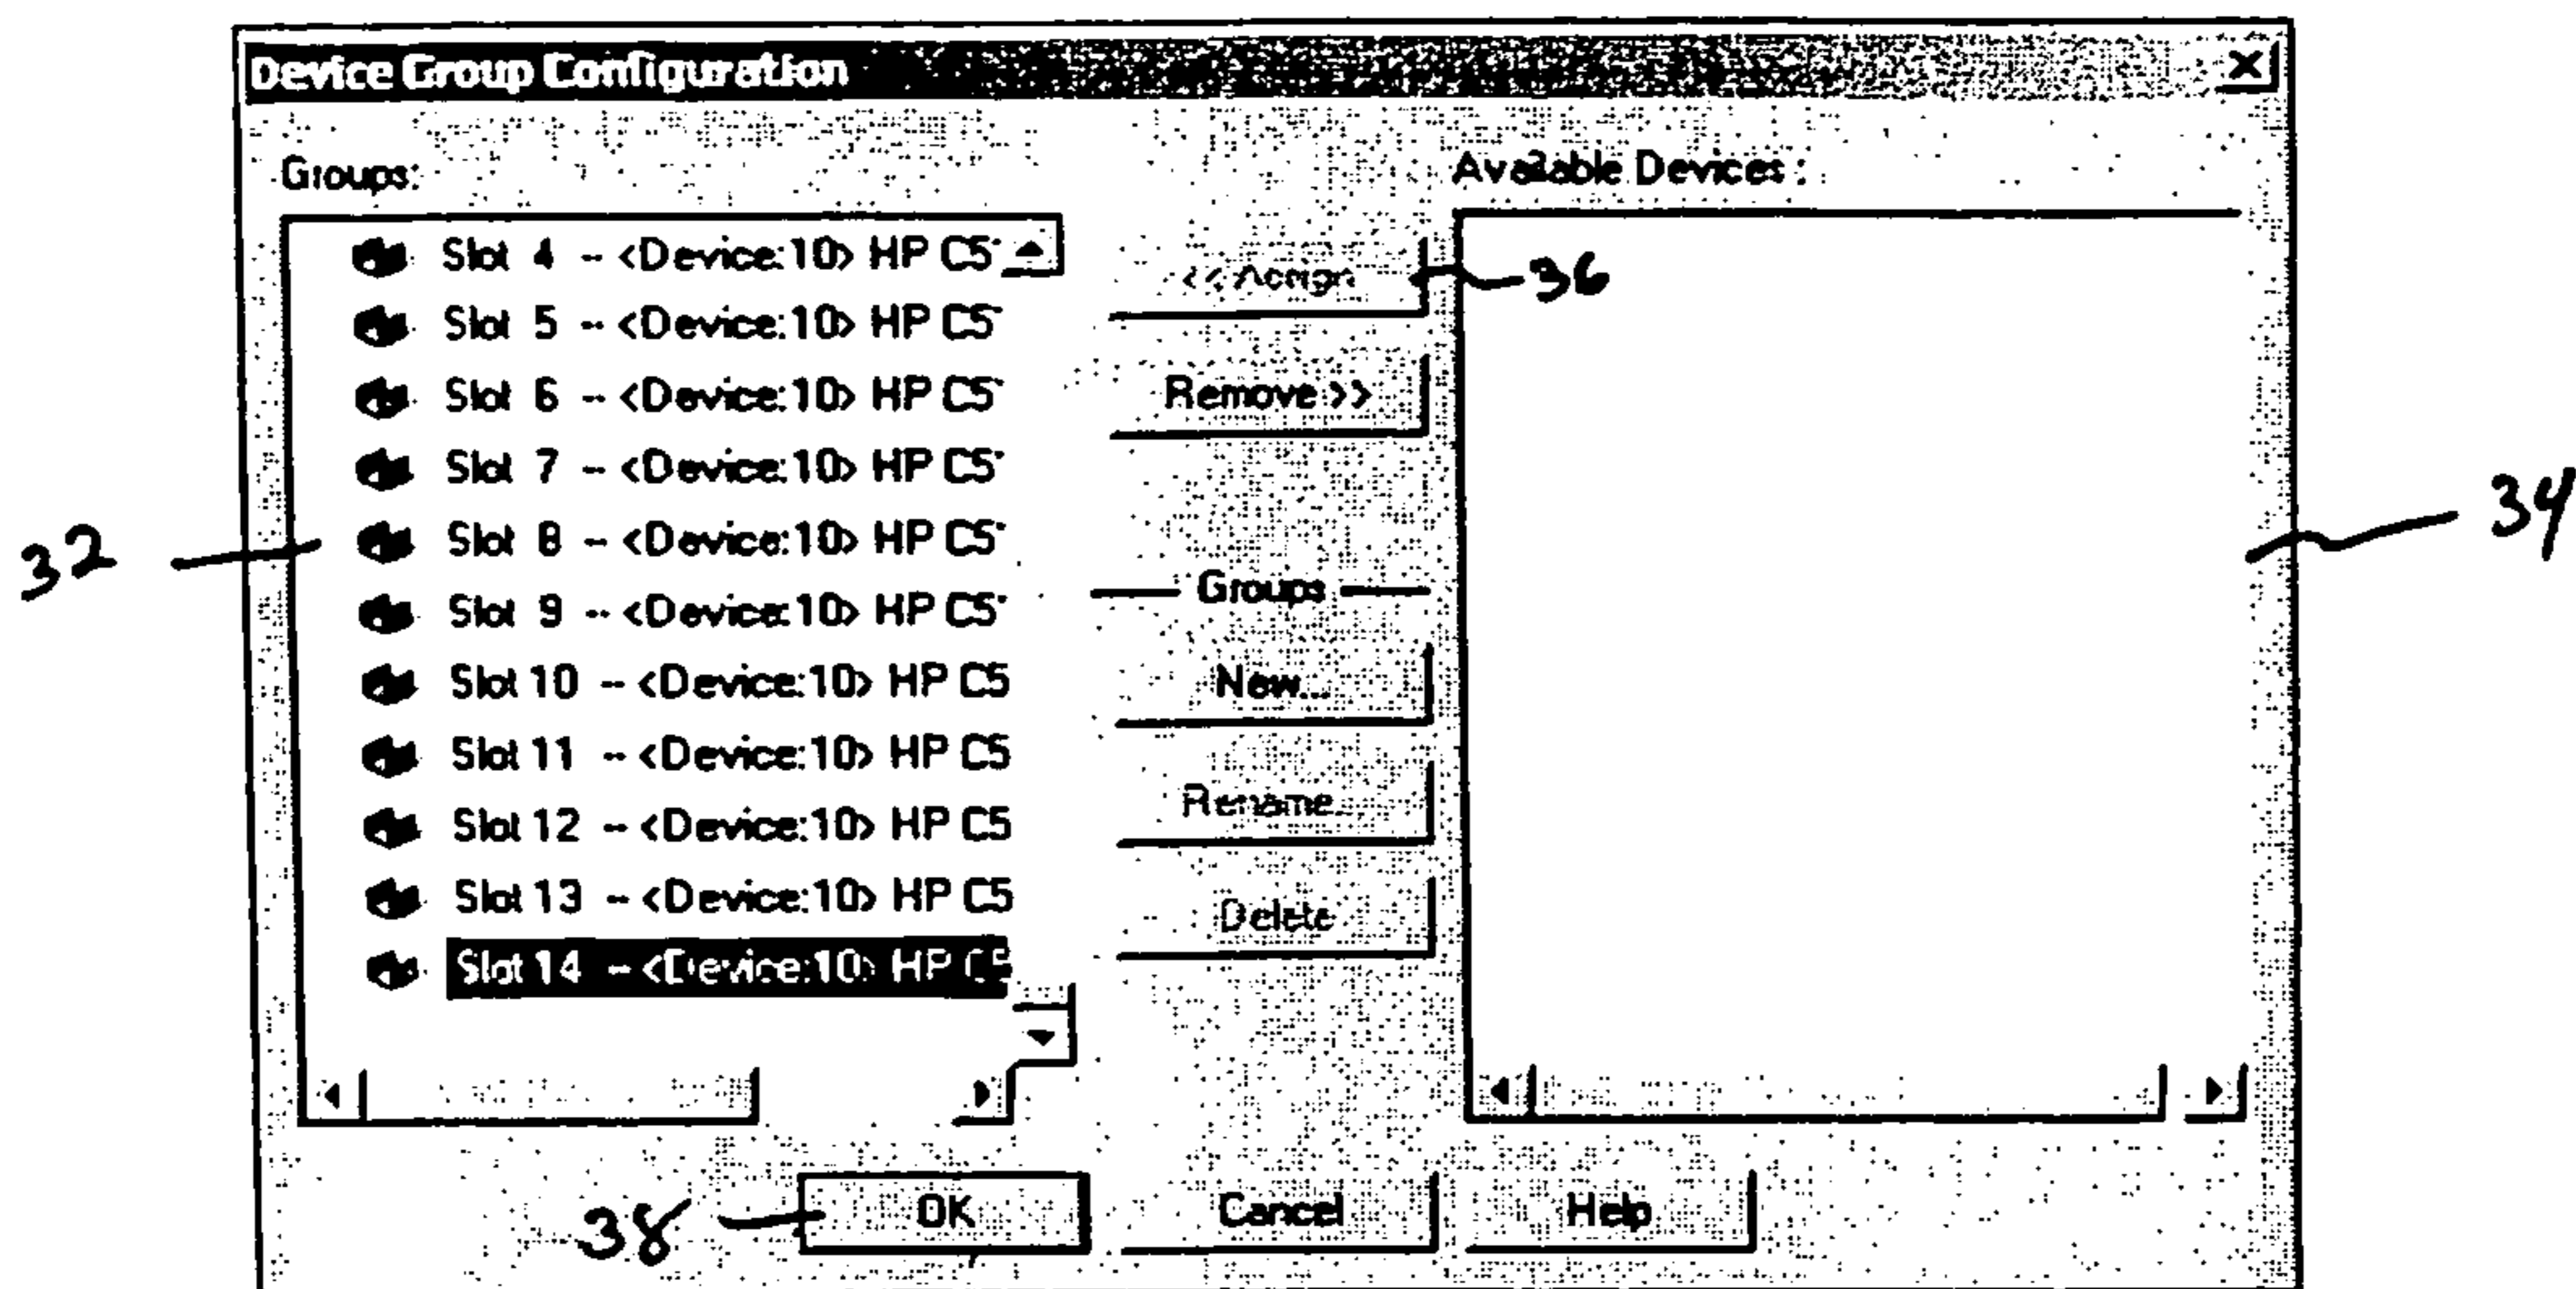 Device Group Configuration
Groups:
Available Devices:
Slot 4 -- <Device:10> HP C5
Slot 5 -- <Device:10> HP C5
Slot 6 -- <Device:10> HP C5
Slot 7 -- <Device:10> HP C5
Slot 8 -- <Device:10> HP C5
Slot 9 -- <Device:10> HP C5
Slot 10 -- <Device:10> HP C5
Slot 11 -- <Device:10> HP C5
Slot 12 -- <Device:10> HP C5
Slot 13 -- <Device:10> HP C5
Slot 14 -- <Device:10> HP C5
<< Assign
Remove >>
Groups
New...
Rename...
Delete
OK
Cancel
Help
32
34
36
38